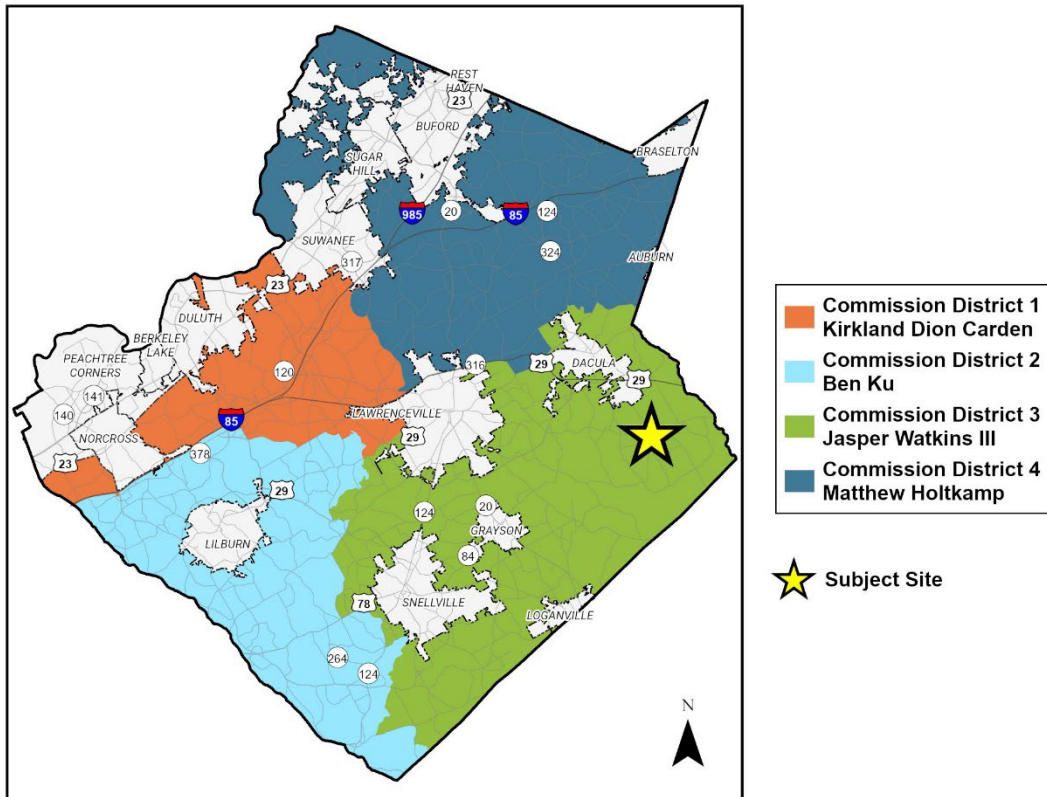 REST
HAVEN
23
BUFORD
BRASELTON
SUGAR
HILL
985
20
85
124
SUWANEE
324
AUBURN
317
23
DULUTH
BERKELEY
LAKE
PEACHTREE
CORNERS
141
140
120
316
29
DACULA
29
LAWRENCEVILLE
29
85
NORCROSS
378
23
29
LILBURN
124
20
GRAYSON
84
78
SNELLVILLE
LOGANVILLE
264
124
N
Commission District 1
Kirkland Dion Carden
Commission District 2
Ben Ku
Commission District 3
Jasper Watkins III
Commission District 4
Matthew Holtkamp
Subject Site